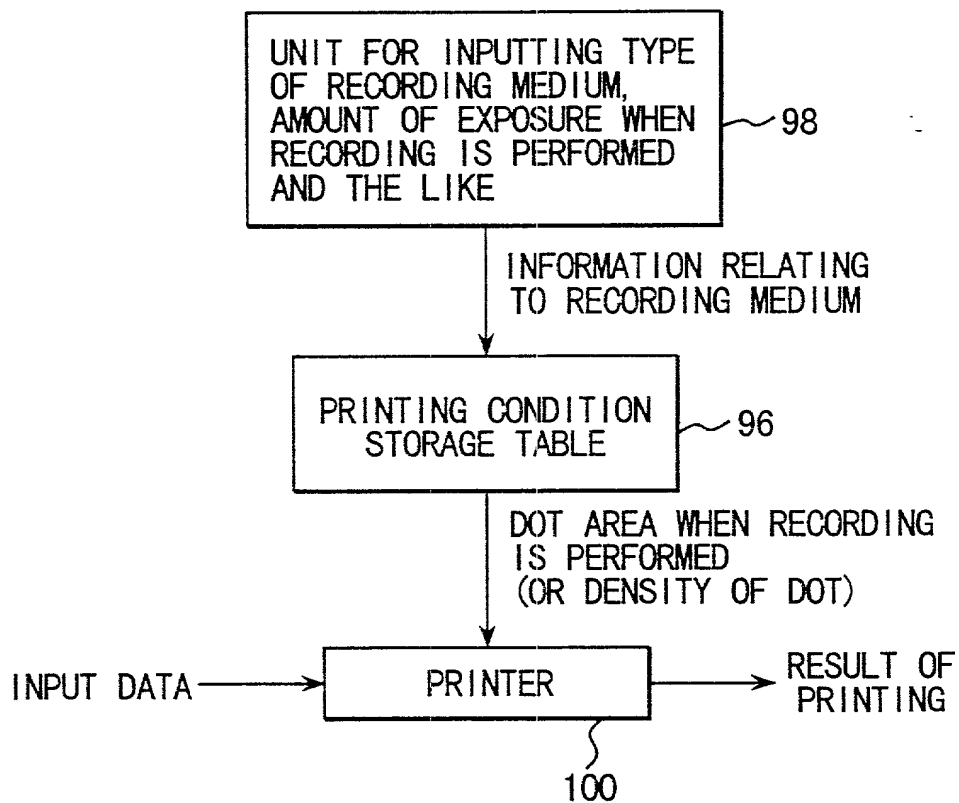 UNIT FOR INPUTTING TYPE
OF RECORDING MEDIUM,
AMOUNT OF EXPOSURE WHEN
RECORDING IS PERFORMED
AND THE LIKE
98
INFORMATION RELATING
TO RECORDING MEDIUM
PRINTING CONDITION
STORAGE TABLE
96
DOT AREA WHEN RECORDING
IS PERFORMED
(OR DENSITY OF DOT)
INPUT DATA
PRINTER
RESULT OF
PRINTING
100